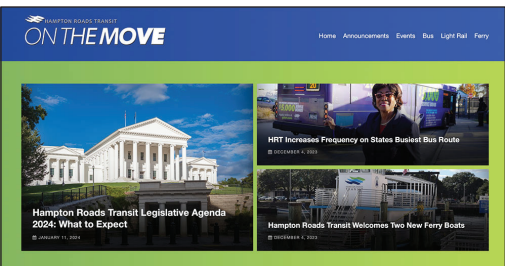 HAMPTON ROADS TRANSIT
ON THE MOVE
Home Announcements Events Bus Light Rail Ferry
HRT Increases Frequency on States Busiest Bus Route
DECEMBER 4, 2023
Hampton Roads Transit Legislative Agenda
2024: What to Expect
JANUARY 11, 2024
Hampton Roads Transit Welcomes Two New Ferry Boats
DECEMBER 4, 2023